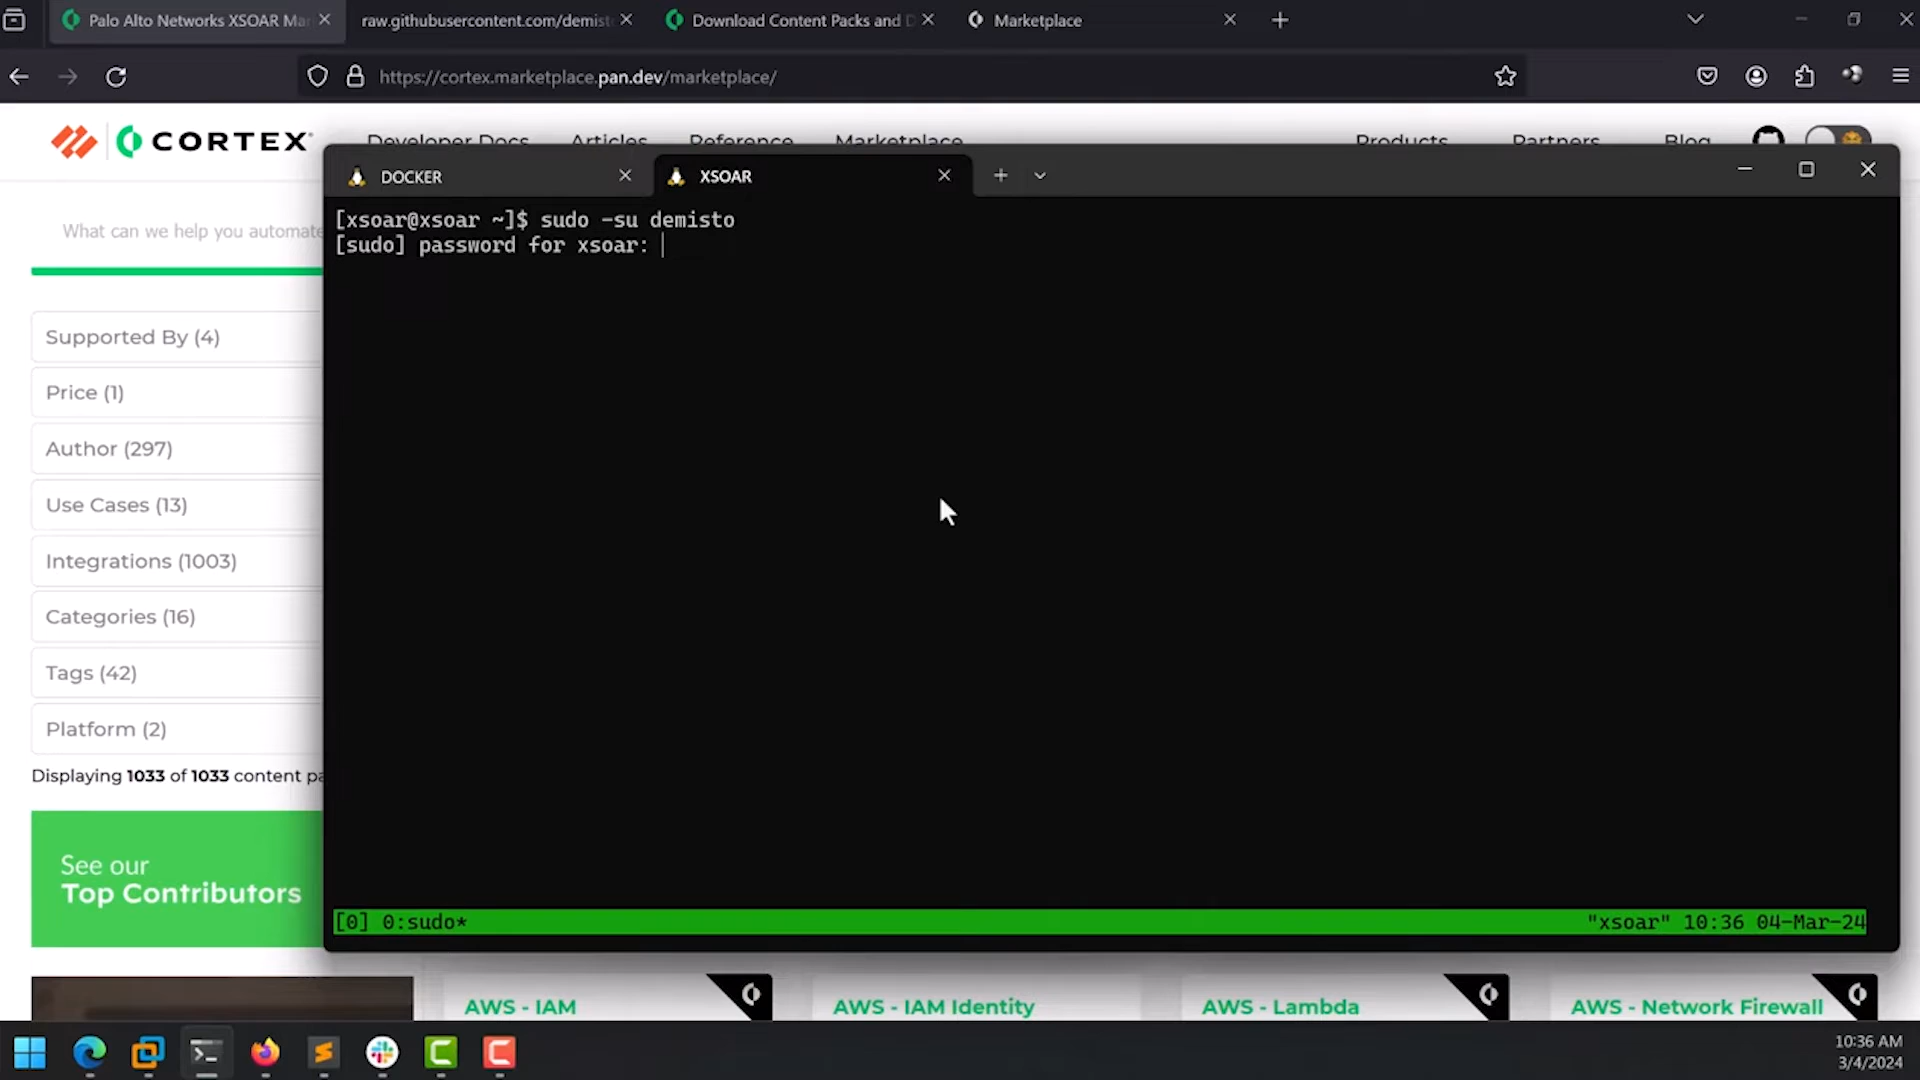 Palo Alto Networks XSOAR Ma
raw.githubusercontent.com/demist
Download Content Packs and D
Marketplace
https://cortex.marketplace.pan.dev/marketplace/
CORTEX
Developer Docs
Articles
Reference
Marketplace
Products
Partners
Blog
DOCKER
XSOAR
[xsoar@xsoar ~]$ sudo -su demisto
[sudo] password for xsoar:
What can we help you automate
Supported By (4)
Price (1)
Author (297)
Use Cases (13)
Integrations (1003)
Categories (16)
Tags (42)
Platform (2)
Displaying 1033 of 1033 content pa
See our
Top Contributors
[0] 0:sudo*
"xsoar" 10:36 04-Mar-24
AWS - IAM
AWS - IAM Identity
AWS - Lambda
AWS - Network Firewall
10:36 AM
3/4/2024